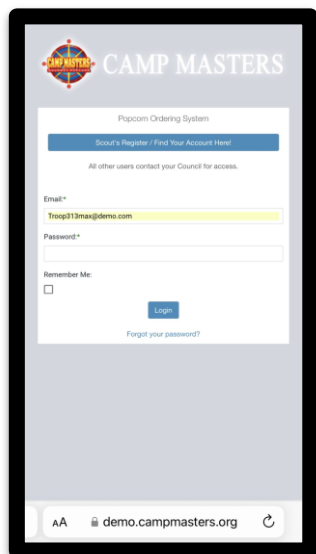 CAMP MASTERS
CAMP MASTERS
Popcorn Ordering System
Scout's Register / Find Your Account Here!
All other users contact your Council for access.
Email:*
Troop313max@demo.com
Password:*
Remember Me:
Login
Forgot your password?
AA demo.campmasters.org